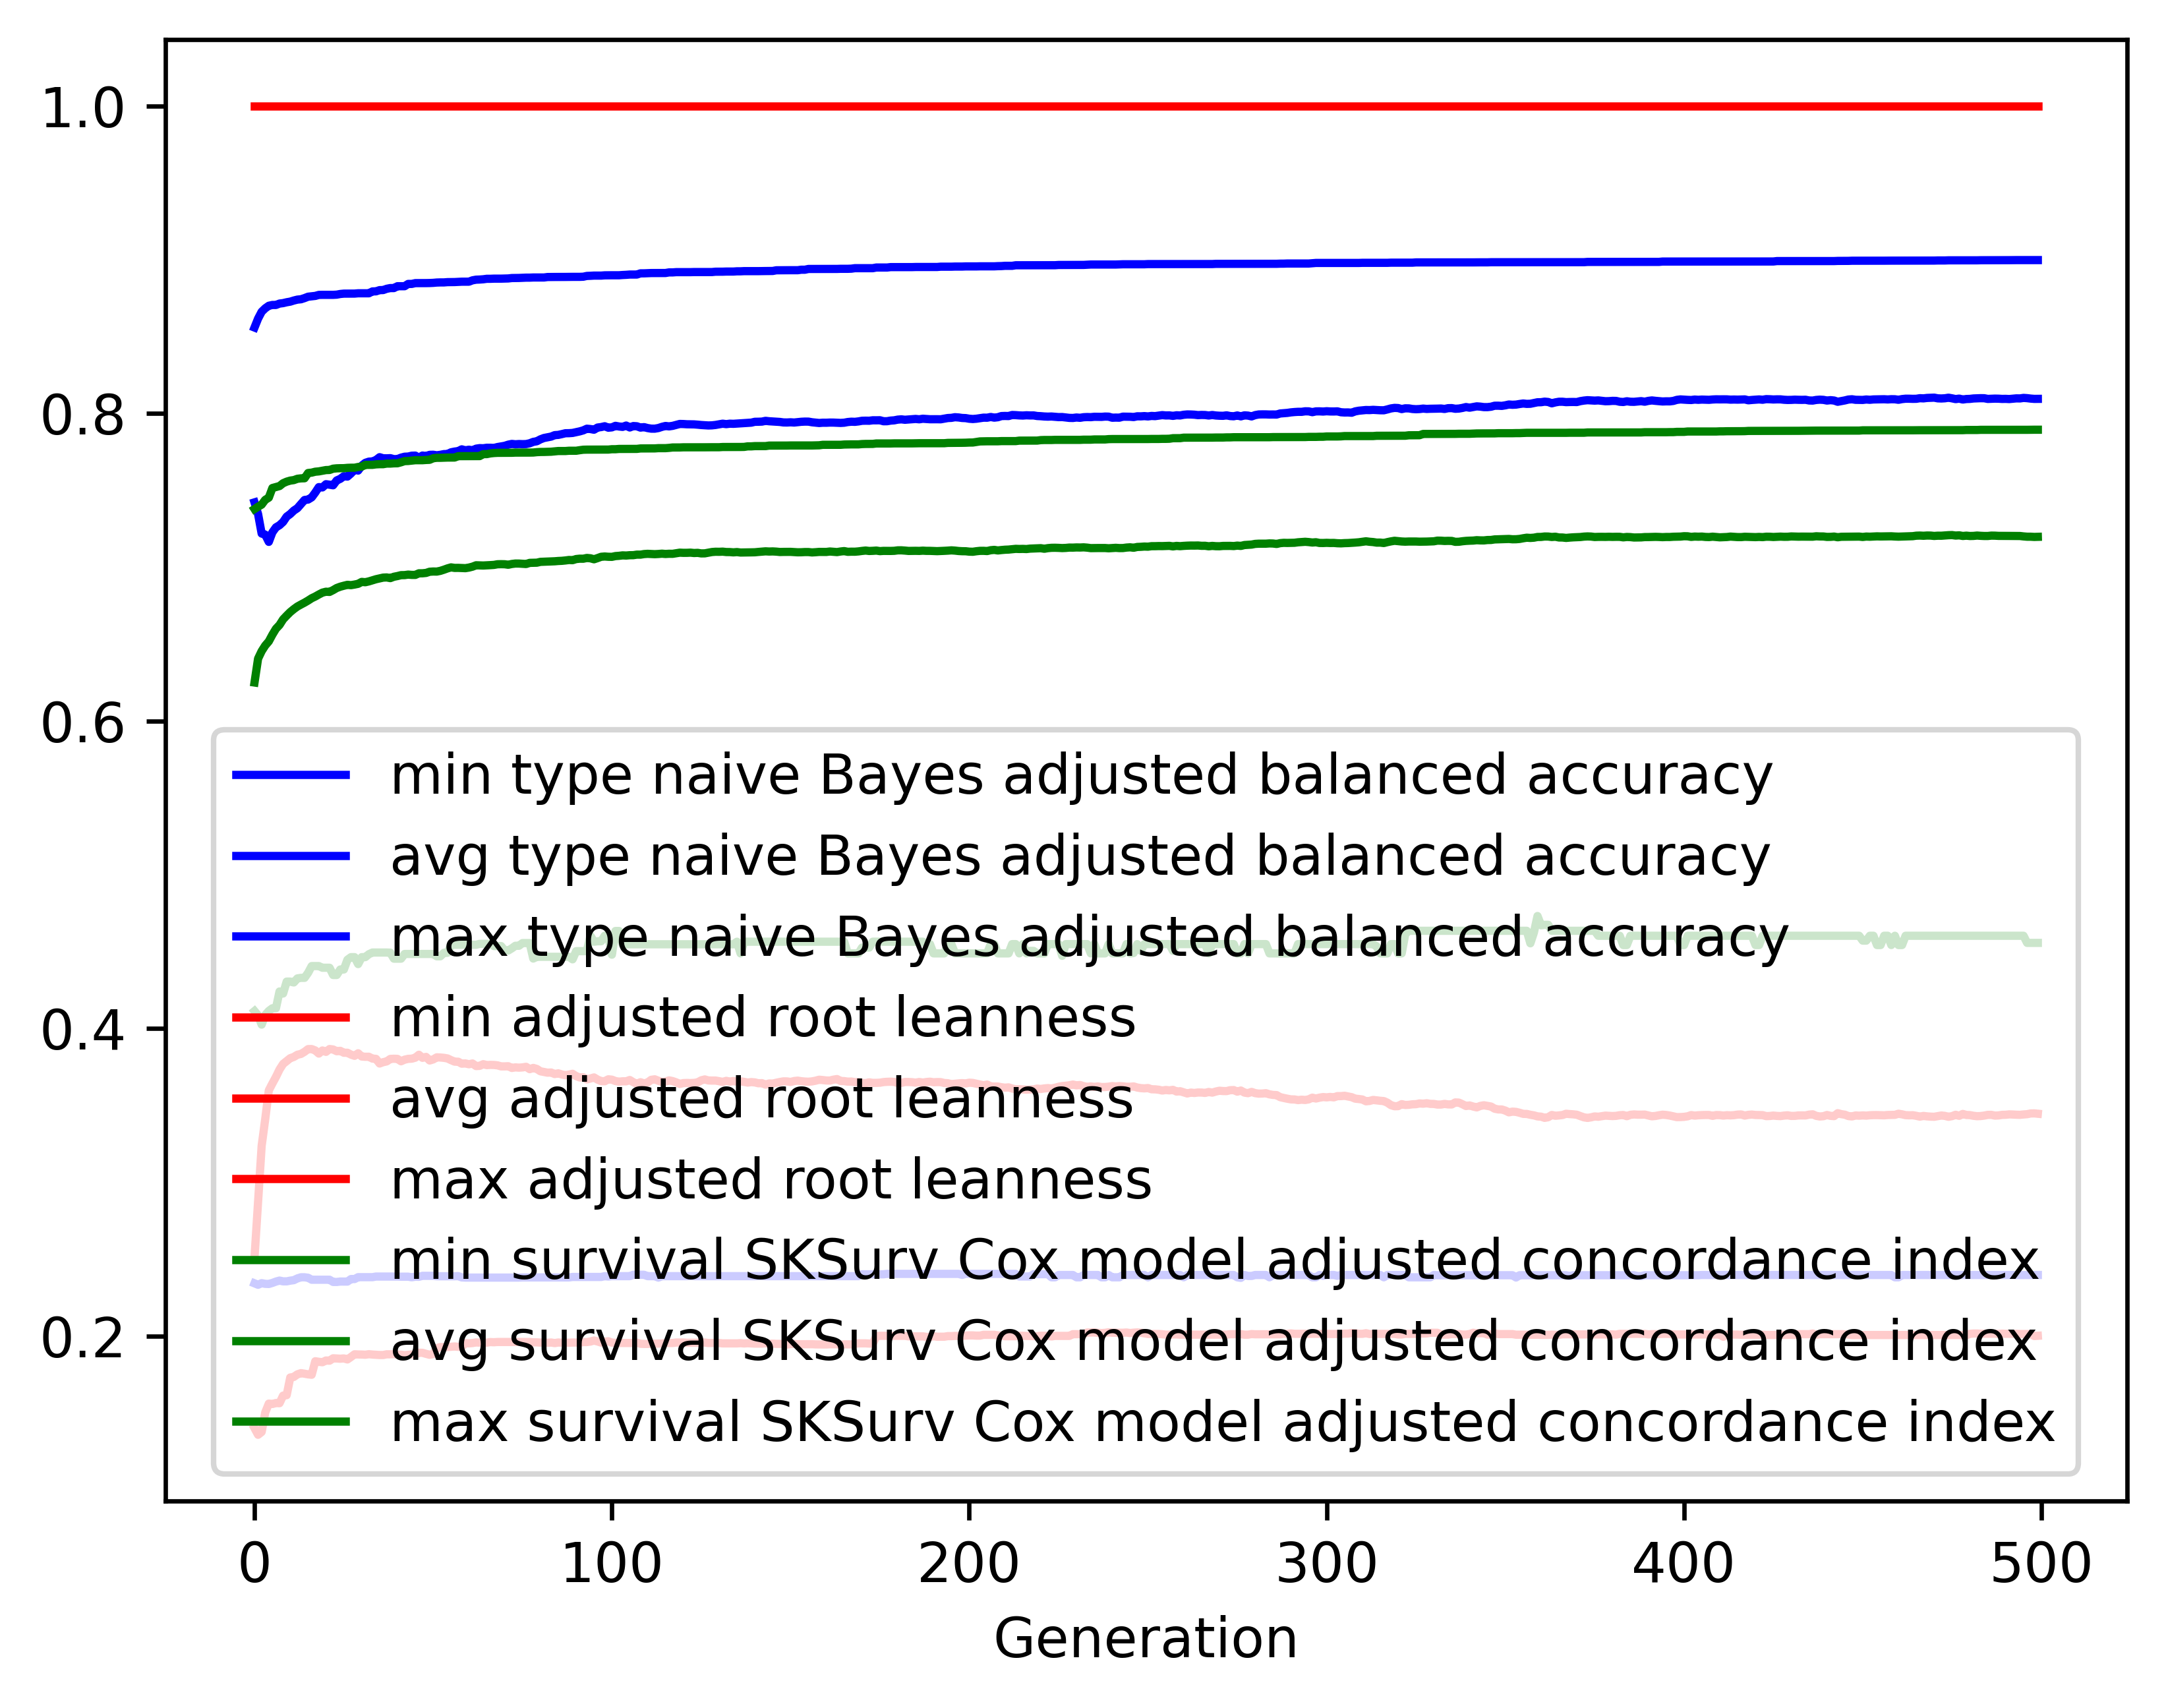 1.0
0.8
0.6
0.4
0.2
min type naive Bayes adjusted balanced accuracy
avg type naive Bayes adjusted balanced accuracy
max type naive Bayes adjusted balanced accuracy
min adjusted root leanness
avg adjusted root leanness
max adjusted root leanness
min survival SKSurv Cox model adjusted concordance index
avg survival SKSurv Cox model adjusted concordance index
max survival SKSurv Cox model adjusted concordance index
0 100 200 300 400 500
Generation